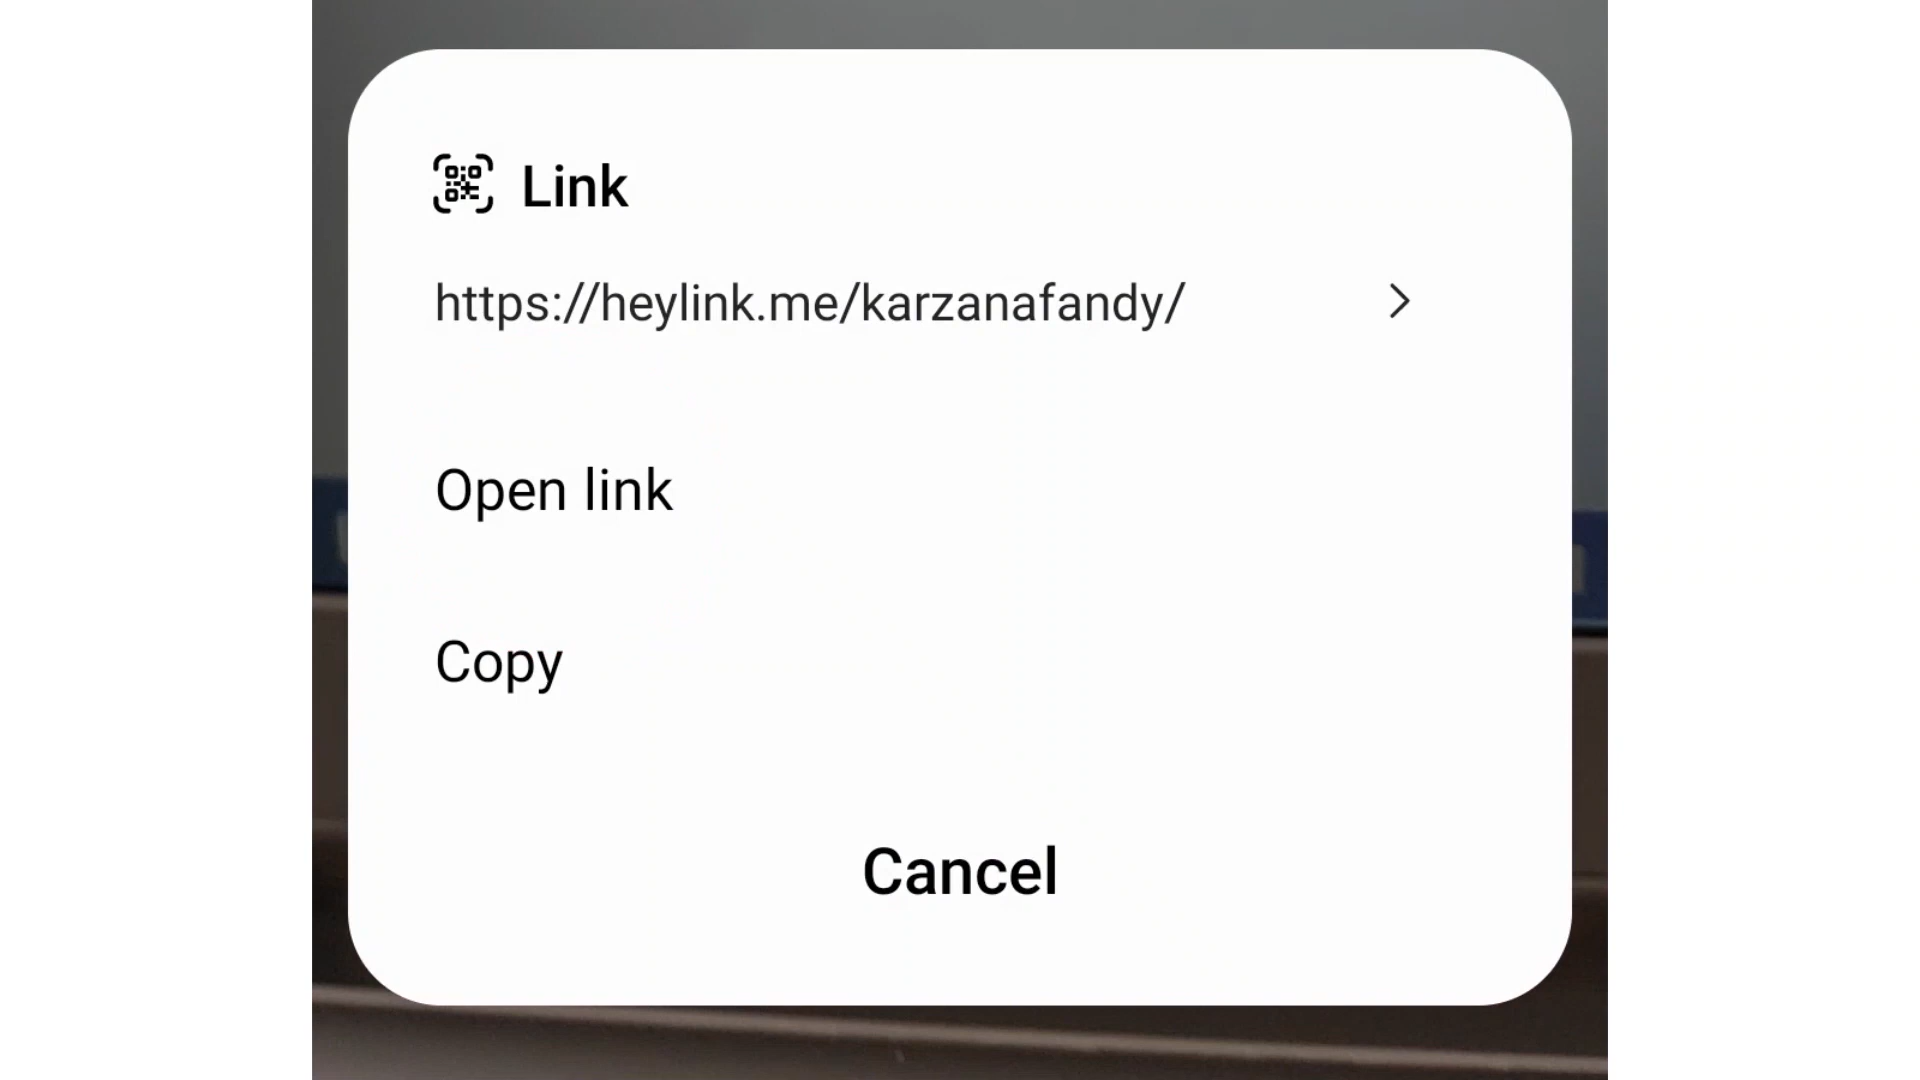 Link
https://heylink.me/karzanafandy/
Open link
Copy
Cancel